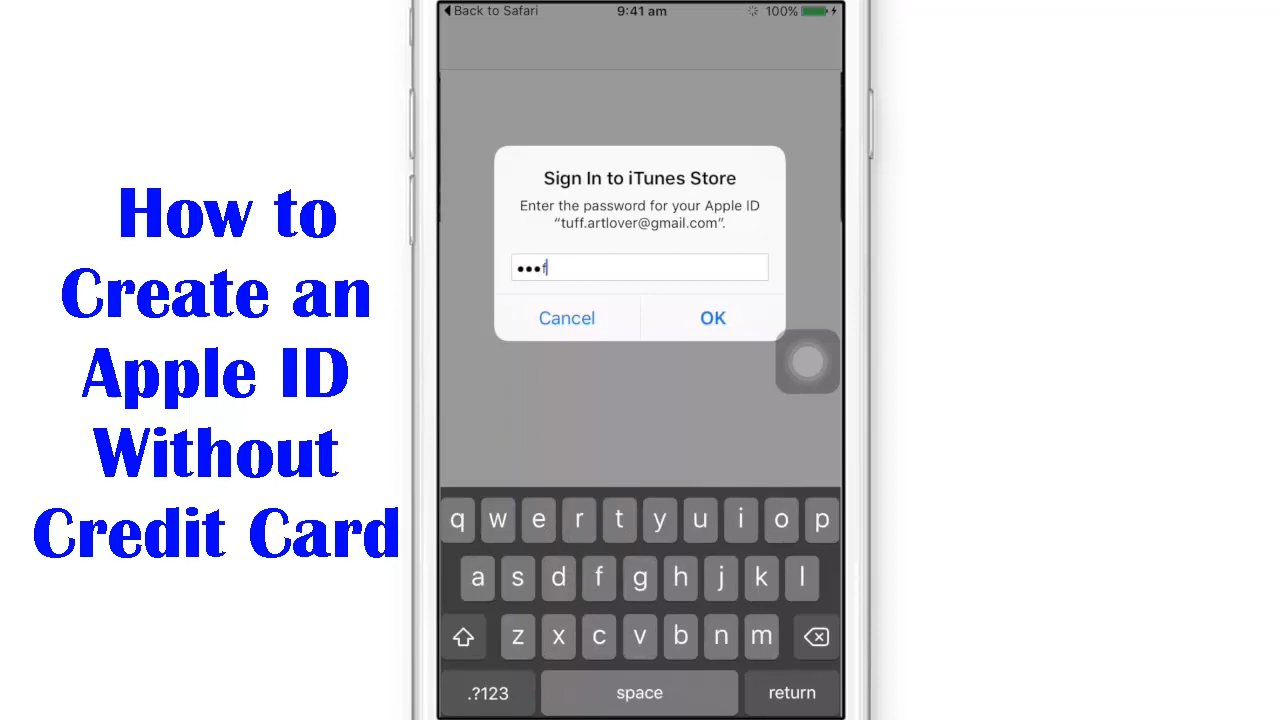 Back to Safari 9:41 am 100%
How to
Create an
Apple ID
Without
Credit Card
Sign In to iTunes Store
Enter the password for your Apple ID
“tuff.artlover@gmail.com”.
•••f
Cancel OK
q w e r t y u i o p
a s d f g h j k l
z x c v b n m
.?123 space return